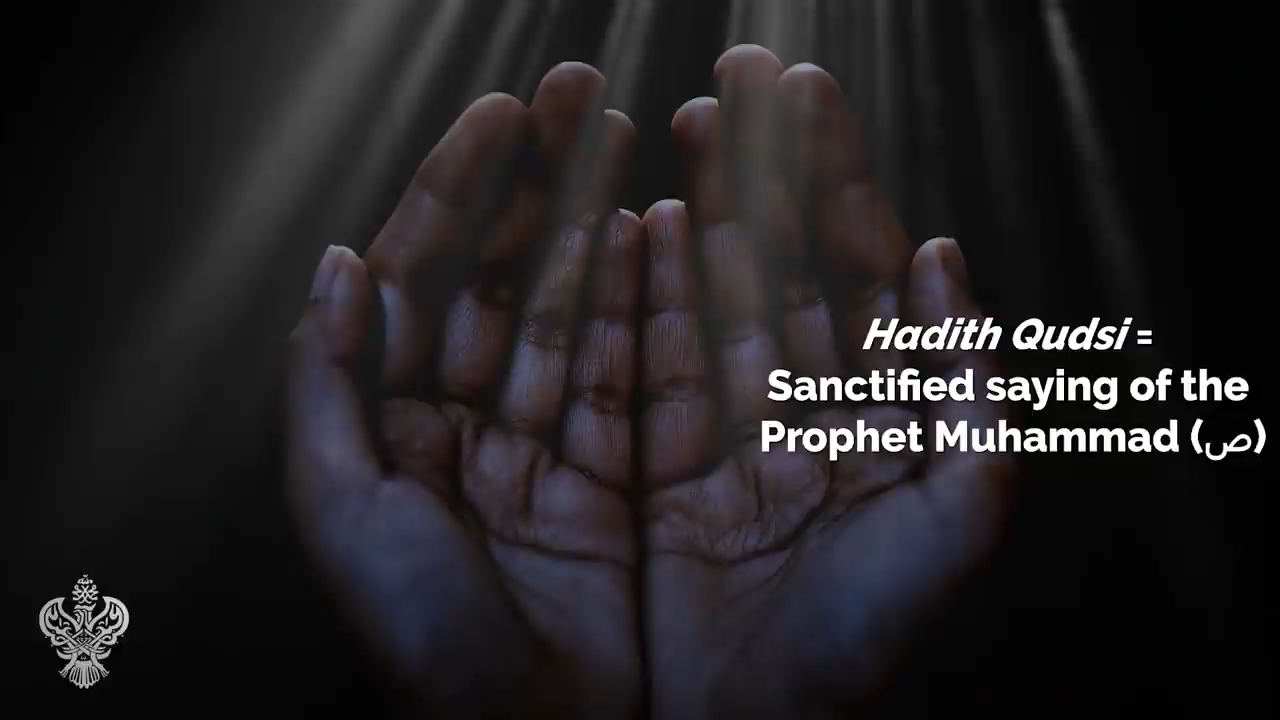 Hadith Qudsi =
Sanctified saying of the
Prophet Muhammad (ص)